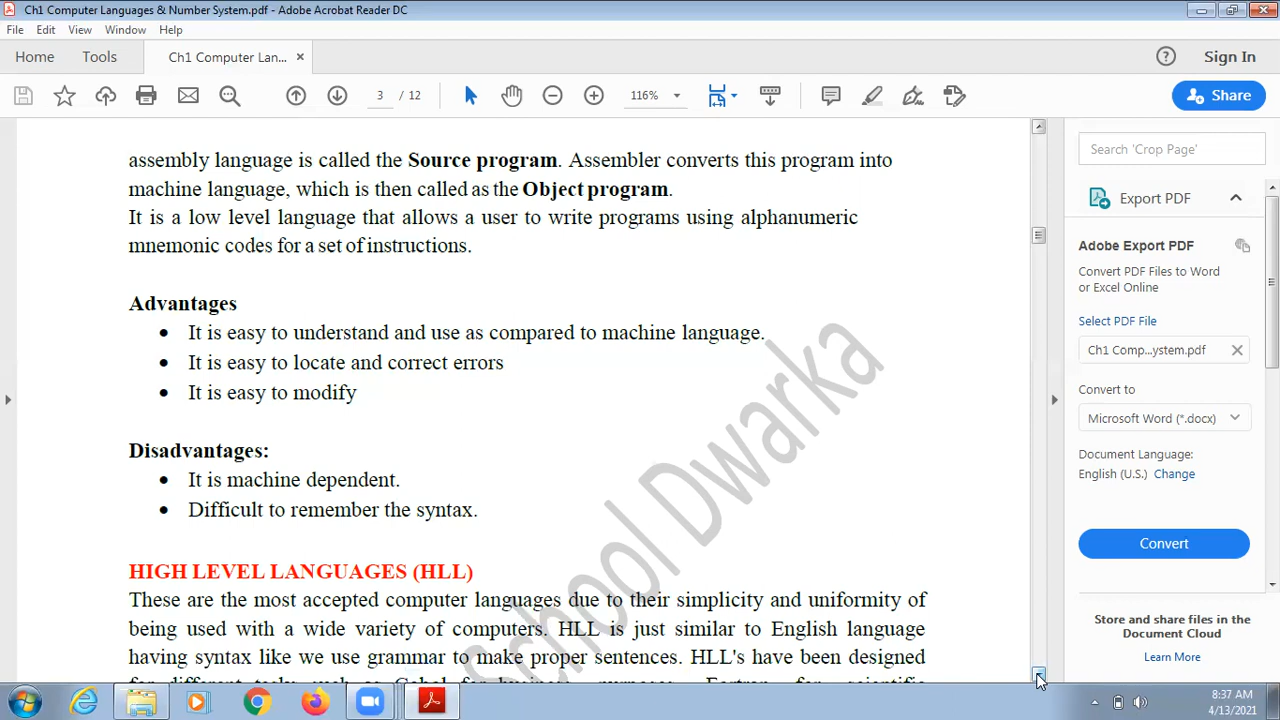 Ch1 Computer Languages & Number System.pdf - Adobe Acrobat Reader DC
File Edit View Window Help
Home Tools Ch1 Computer Lan... × Sign In
3 / 12 116% Share
assembly language is called the Source program. Assembler converts this program into
machine language, which is then called as the Object program.
It is a low level language that allows a user to write programs using alphanumeric
mnemonic codes for a set of instructions.
Advantages
• It is easy to understand and use as compared to machine language.
• It is easy to locate and correct errors
• It is easy to modify
Disadvantages:
• It is machine dependent.
• Difficult to remember the syntax.
HIGH LEVEL LANGUAGES (HLL)
These are the most accepted computer languages due to their simplicity and uniformity of
being used with a wide variety of computers. HLL is just similar to English language
having syntax like we use grammar to make proper sentences. HLL's have been designed
School Dwarka
Search 'Crop Page'
Export PDF
Adobe Export PDF
Convert PDF Files to Word
or Excel Online
Select PDF File
Ch1 Comp...ystem.pdf
Convert to
Microsoft Word (*.docx)
Document Language:
English (U.S.) Change
Convert
Store and share files in the
Document Cloud
Learn More
8:37 AM
4/13/2021